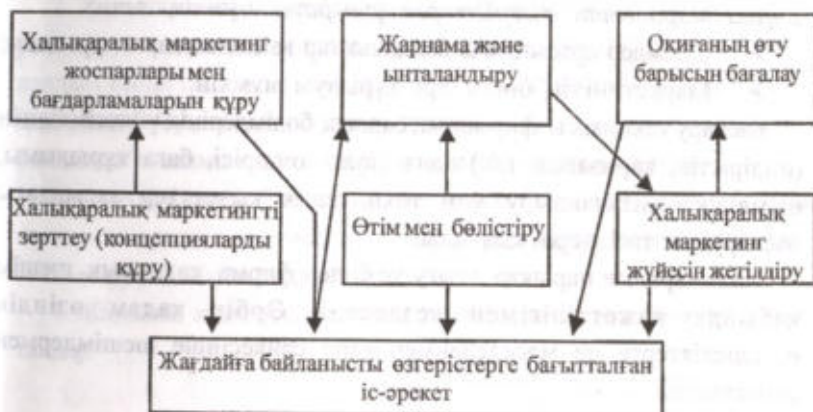 Халықаралық маркетинг
жоспарлары мен
бағдарламаларын құру
Жарнама және
ынталандыру
Оқиғаның өту
барысын бағалау
Халықаралық маркетингті
зерттеу (концепцияларды
құру)
Өтім мен бөлістіру
Халықаралық
маркетинг
жүйесін жетілдіру
Жағдайға байланысты өзгерістерге бағытталған
іс-әрекет